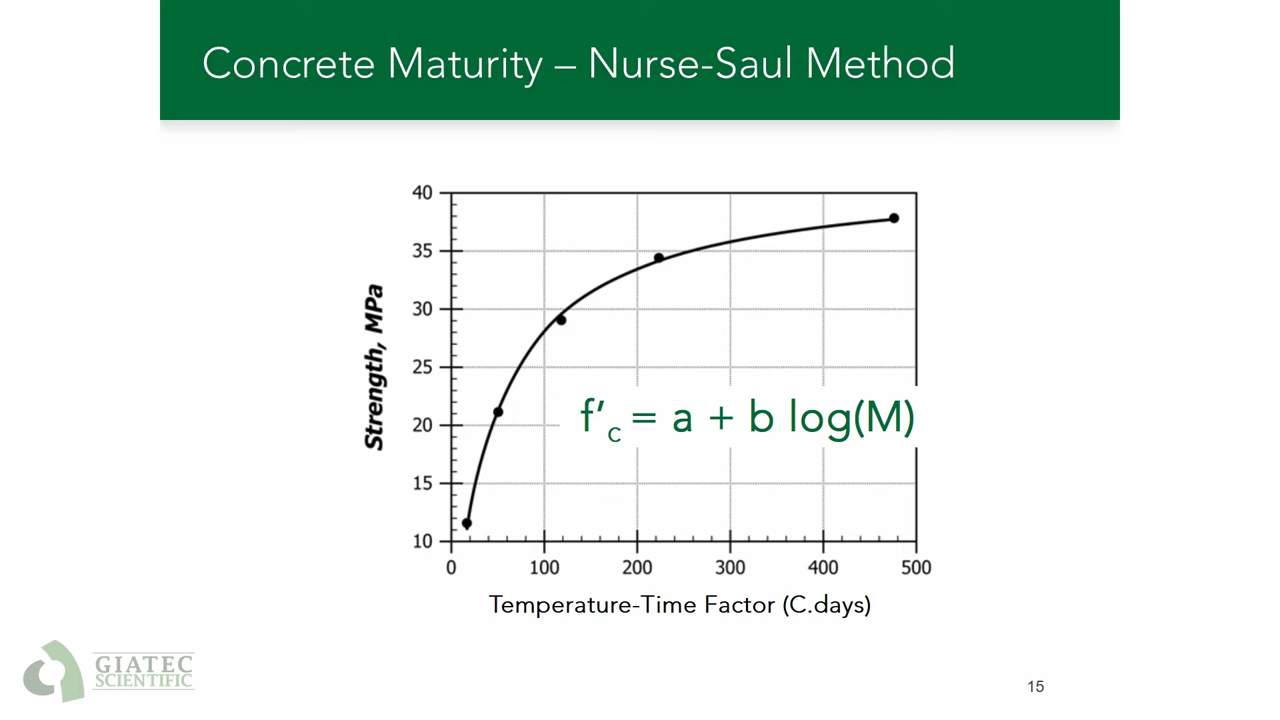 Concrete Maturity – Nurse-Saul Method
40
35
30
25
20
15
10
Strength, MPa
f'c = a + b log(M)
0 100 200 300 400 500
Temperature-Time Factor (C.days)
GIATEC
SCIENTIFIC
15